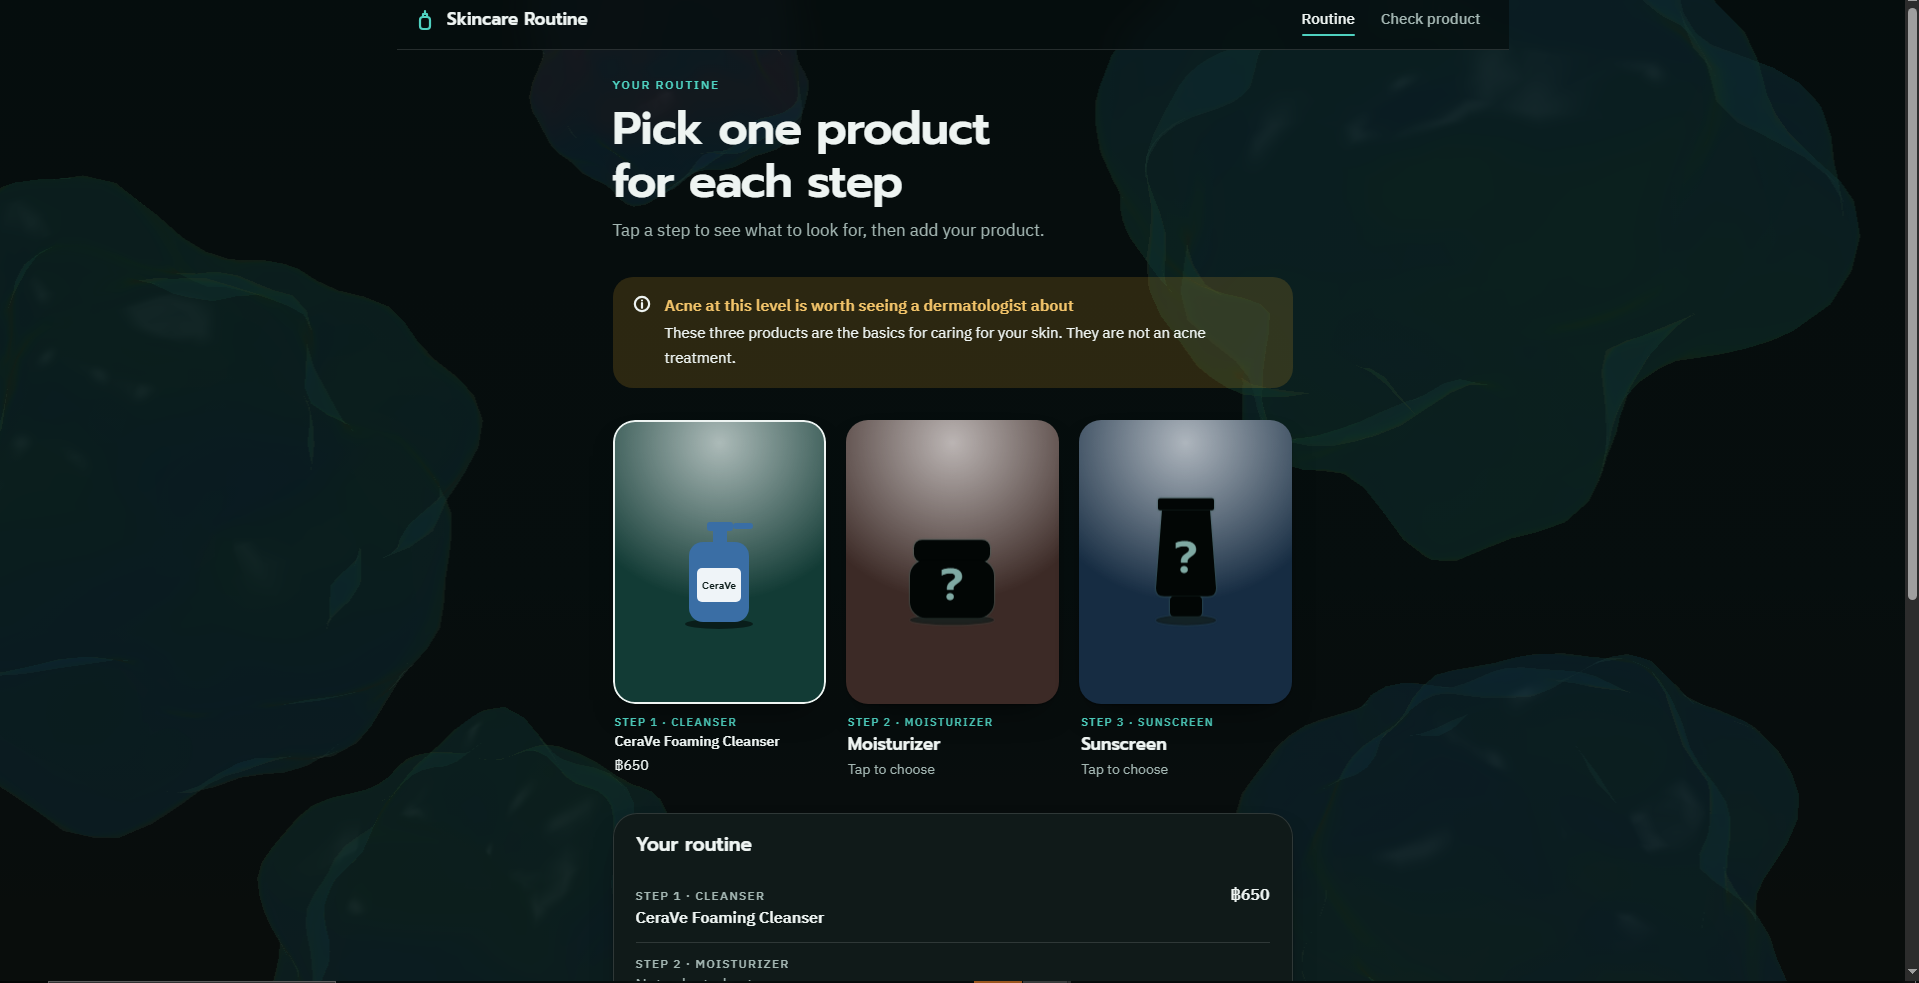 Skincare Routine
Routine
Check product
YOUR ROUTINE
Pick one product
for each step
Tap a step to see what to look for, then add your product.
Acne at this level is worth seeing a dermatologist about
These three products are the basics for caring for your skin. They are not an acne
treatment.
CeraVe
?
?
STEP 1 · CLEANSER
CeraVe Foaming Cleanser
฿650
STEP 2 · MOISTURIZER
Moisturizer
Tap to choose
STEP 3 · SUNSCREEN
Sunscreen
Tap to choose
Your routine
STEP 1 · CLEANSER
฿650
CeraVe Foaming Cleanser
STEP 2 · MOISTURIZER